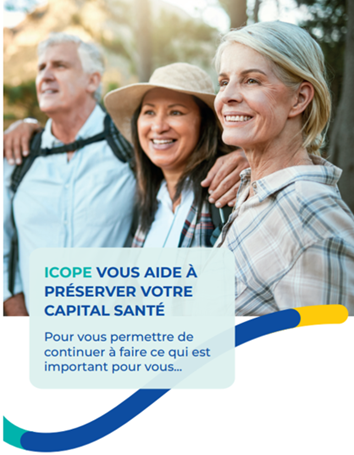 ICOPE VOUS AIDE À
PRÉSERVER VOTRE
CAPITAL SANTÉ
Pour vous permettre de
continuer à faire ce qui est
important pour vous...